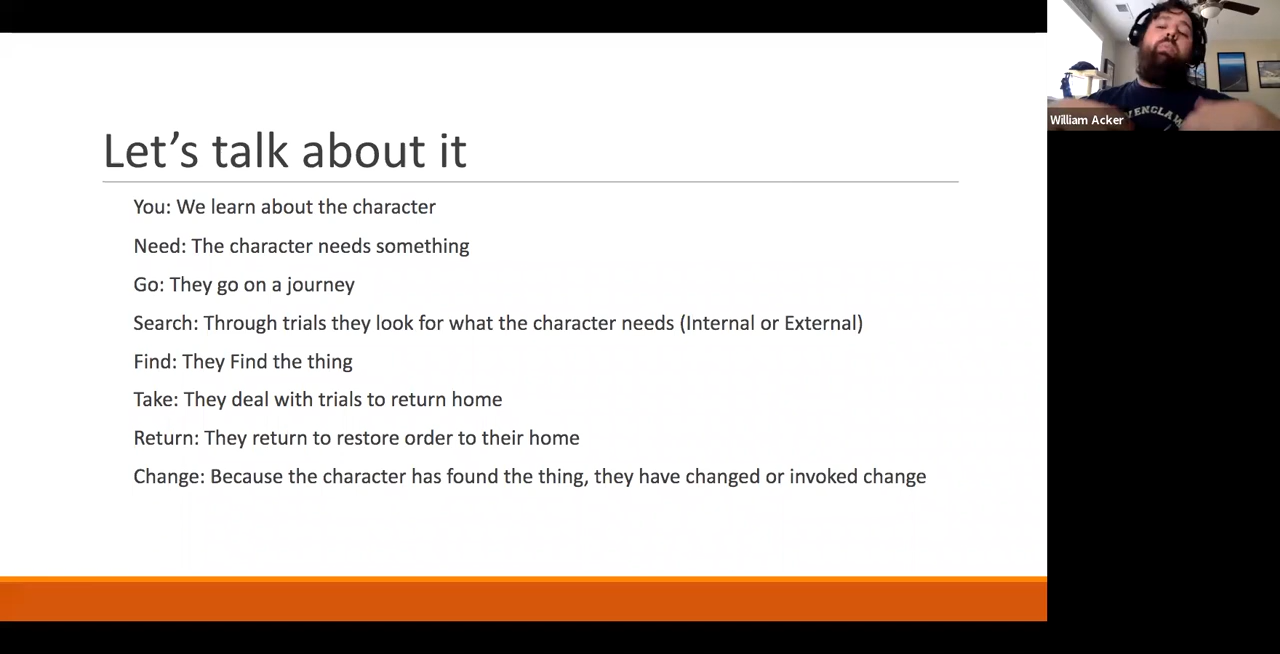 Let's talk about it
You: We learn about the character
Need: The character needs something
Go: They go on a journey
Search: Through trials they look for what the character needs (Internal or External)
Find: They Find the thing
Take: They deal with trials to return home
Return: They return to restore order to their home
Change: Because the character has found the thing, they have changed or invoked change
William Acker